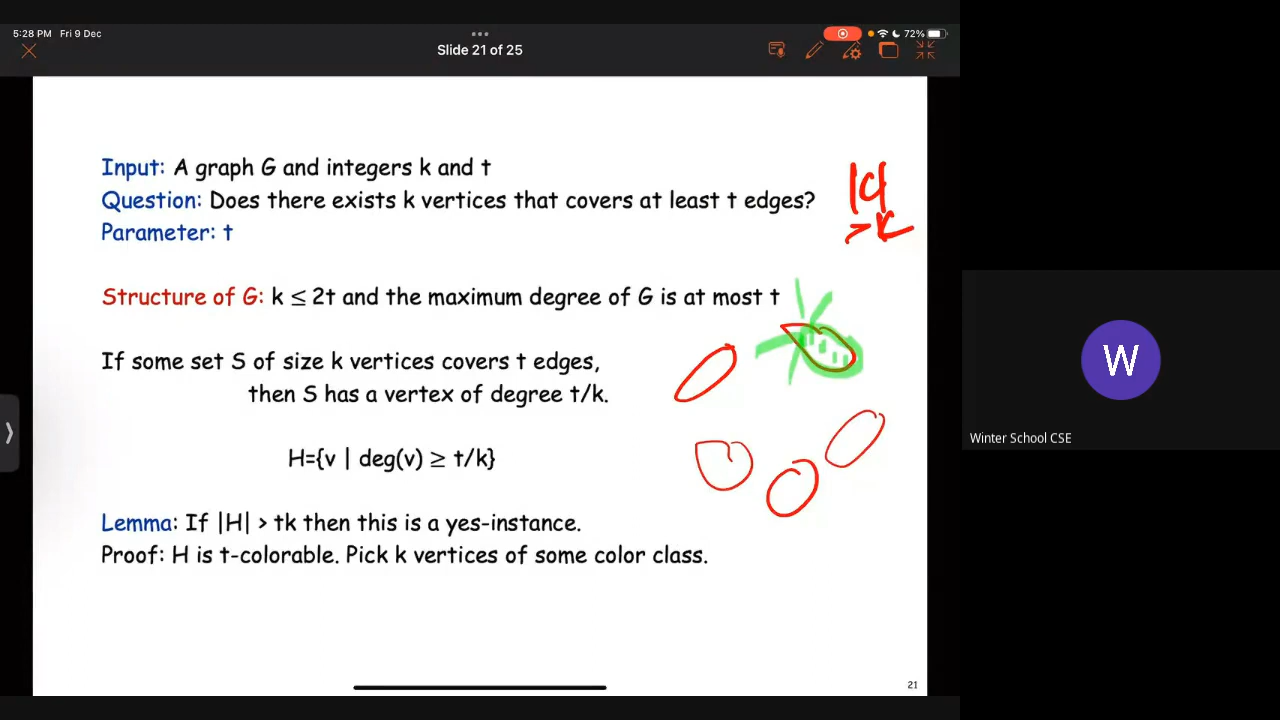 5:28 PM Fri 9 Dec
72%
Slide 21 of 25
Input: A graph G and integers k and t
Question: Does there exists k vertices that covers at least t edges?
Parameter: t
> k
Structure of G: k ≤ 2t and the maximum degree of G is at most t
If some set S of size k vertices covers t edges,
then S has a vertex of degree t/k.
W
Winter School CSE
H={v | deg(v) ≥ t/k}
Lemma: If |H| > tk then this is a yes-instance.
Proof: H is t-colorable. Pick k vertices of some color class.
21